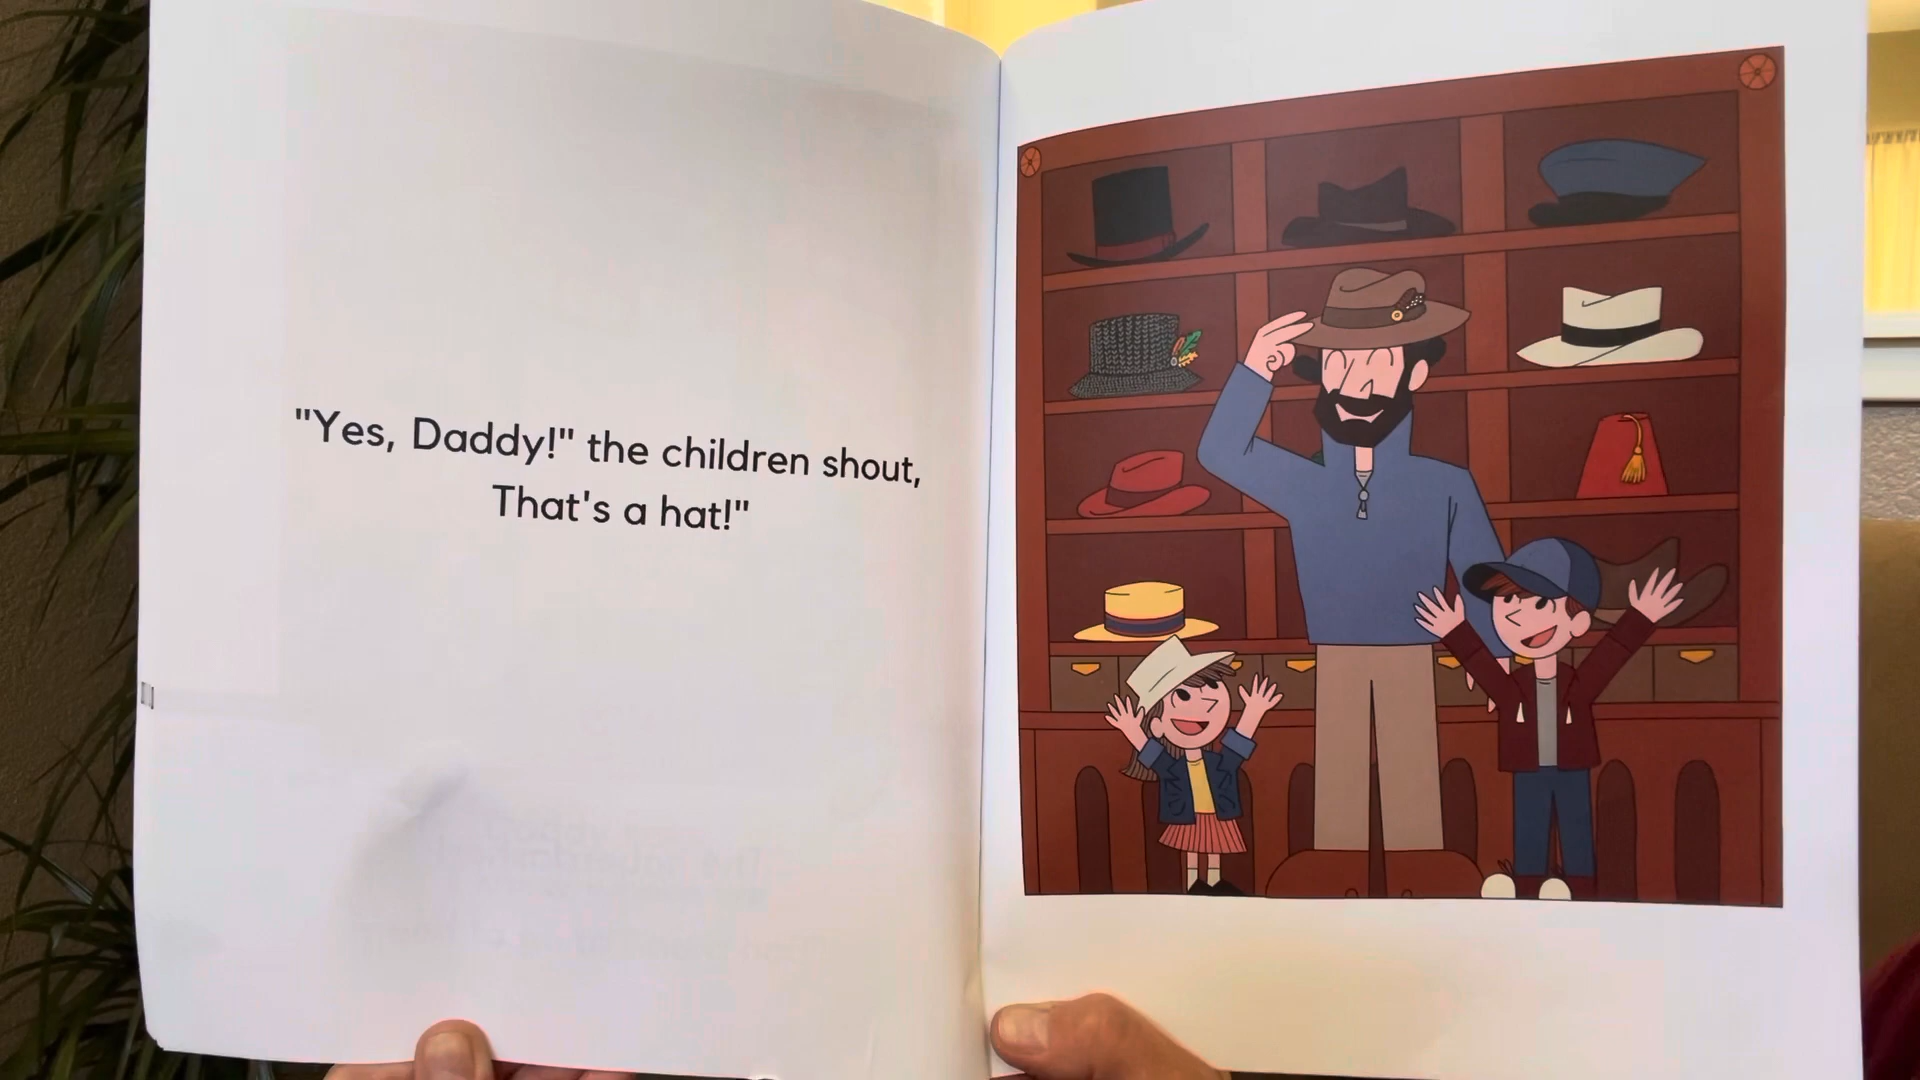 "Yes, Daddy!" the children shout,
That's a hat!"